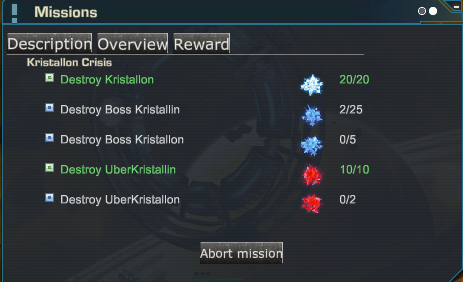 Missions
Description Overview Reward
Kristallon Crisis
Destroy Kristallon 20/20
Destroy Boss Kristallin 2/25
Destroy Boss Kristallon 0/5
Destroy UberKristallin 10/10
Destroy UberKristallon 0/2
Abort mission